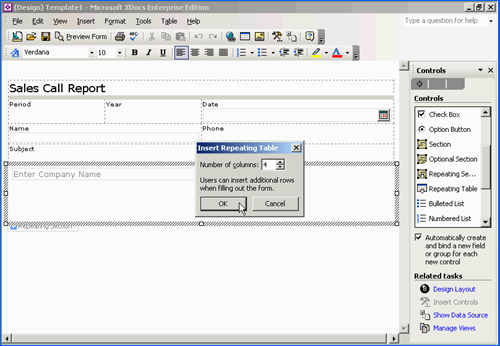 (Design) Template1 - Microsoft XDocs Enterprise Edition
File Edit View Insert Format Tools Table Help
Type a question for help
Preview Form
Verdana 10 B I U
Controls
Sales Call Report
Period Year Date
Name Phone
Subject
Enter Company Name
Repeating Section
Insert Repeating Table
Number of columns: 4
Users can insert additional rows
when filling out the form.
OK Cancel
Controls
Check Box
Option Button
Section
Optional Section
Repeating Se...
Repeating Table
Bulleted List
Numbered List
Automatically create
and bind a new field
or group for each
new control
Related tasks
Design Layout
Insert Controls
Show Data Source
Manage Views